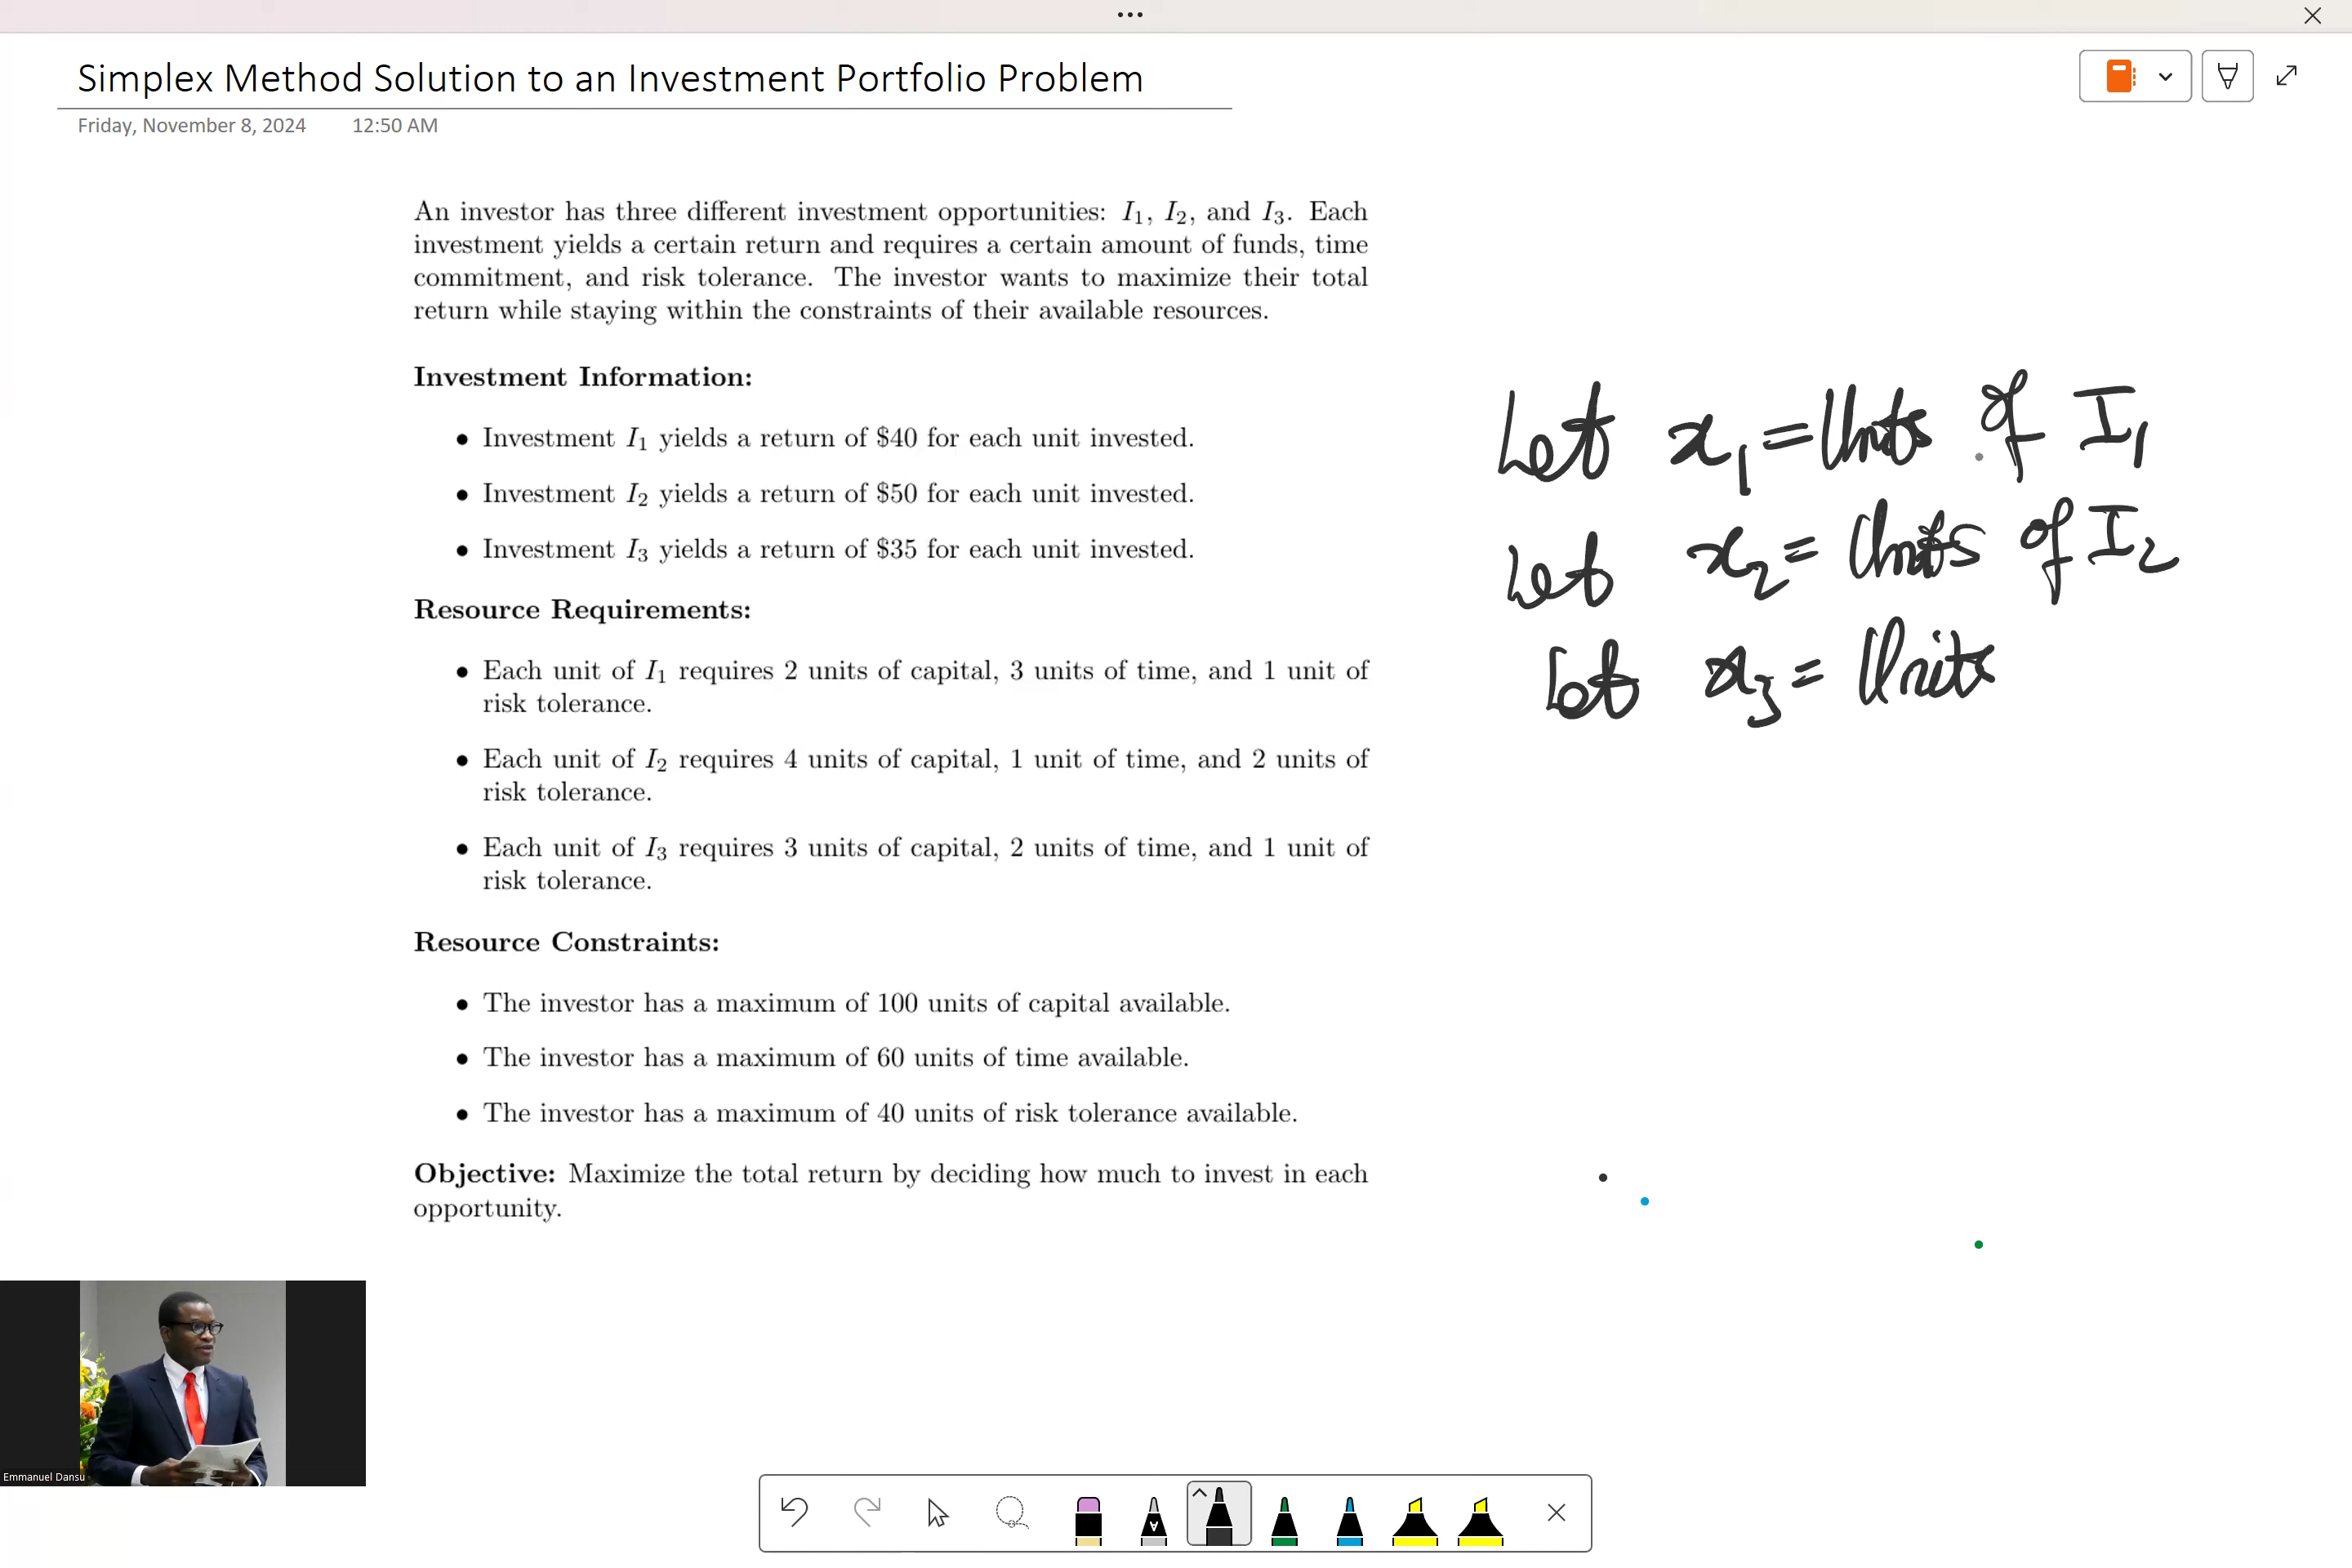 Simplex Method Solution to an Investment Portfolio Problem
Friday, November 8, 2024 12:50 AM
An investor has three different investment opportunities: I₁, I₂, and I₃. Each
investment yields a certain return and requires a certain amount of funds, time
commitment, and risk tolerance. The investor wants to maximize their total
return while staying within the constraints of their available resources.
Investment Information:
• Investment I₁ yields a return of $40 for each unit invested.
• Investment I₂ yields a return of $50 for each unit invested.
• Investment I₃ yields a return of $35 for each unit invested.
Resource Requirements:
• Each unit of I₁ requires 2 units of capital, 3 units of time, and 1 unit of
risk tolerance.
• Each unit of I₂ requires 4 units of capital, 1 unit of time, and 2 units of
risk tolerance.
• Each unit of I₃ requires 3 units of capital, 2 units of time, and 1 unit of
risk tolerance.
Resource Constraints:
• The investor has a maximum of 100 units of capital available.
• The investor has a maximum of 60 units of time available.
• The investor has a maximum of 40 units of risk tolerance available.
Objective: Maximize the total return by deciding how much to invest in each
opportunity.
Let x₁ = Units of I₁
Let x₂ = Units of I₂
Let x₃ = Units
Emmanuel Dansu